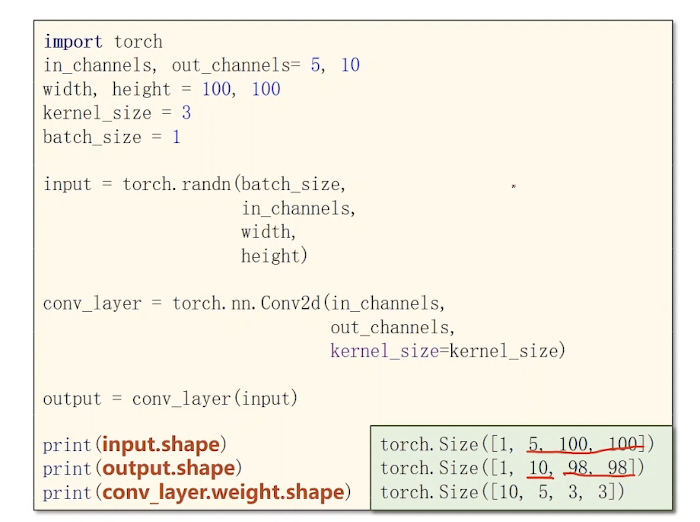 import torch
in_channels, out_channels= 5, 10
width, height = 100, 100
kernel_size = 3
batch_size = 1
input = torch.randn(batch_size,
in_channels,
width,
height)
conv_layer = torch.nn.Conv2d(in_channels,
out_channels,
kernel_size=kernel_size)
output = conv_layer(input)
print(input.shape)
print(output.shape)
print(conv_layer.weight.shape)
torch.Size([1, 5, 100, 100])
torch.Size([1, 10, 98, 98])
torch.Size([10, 5, 3, 3])